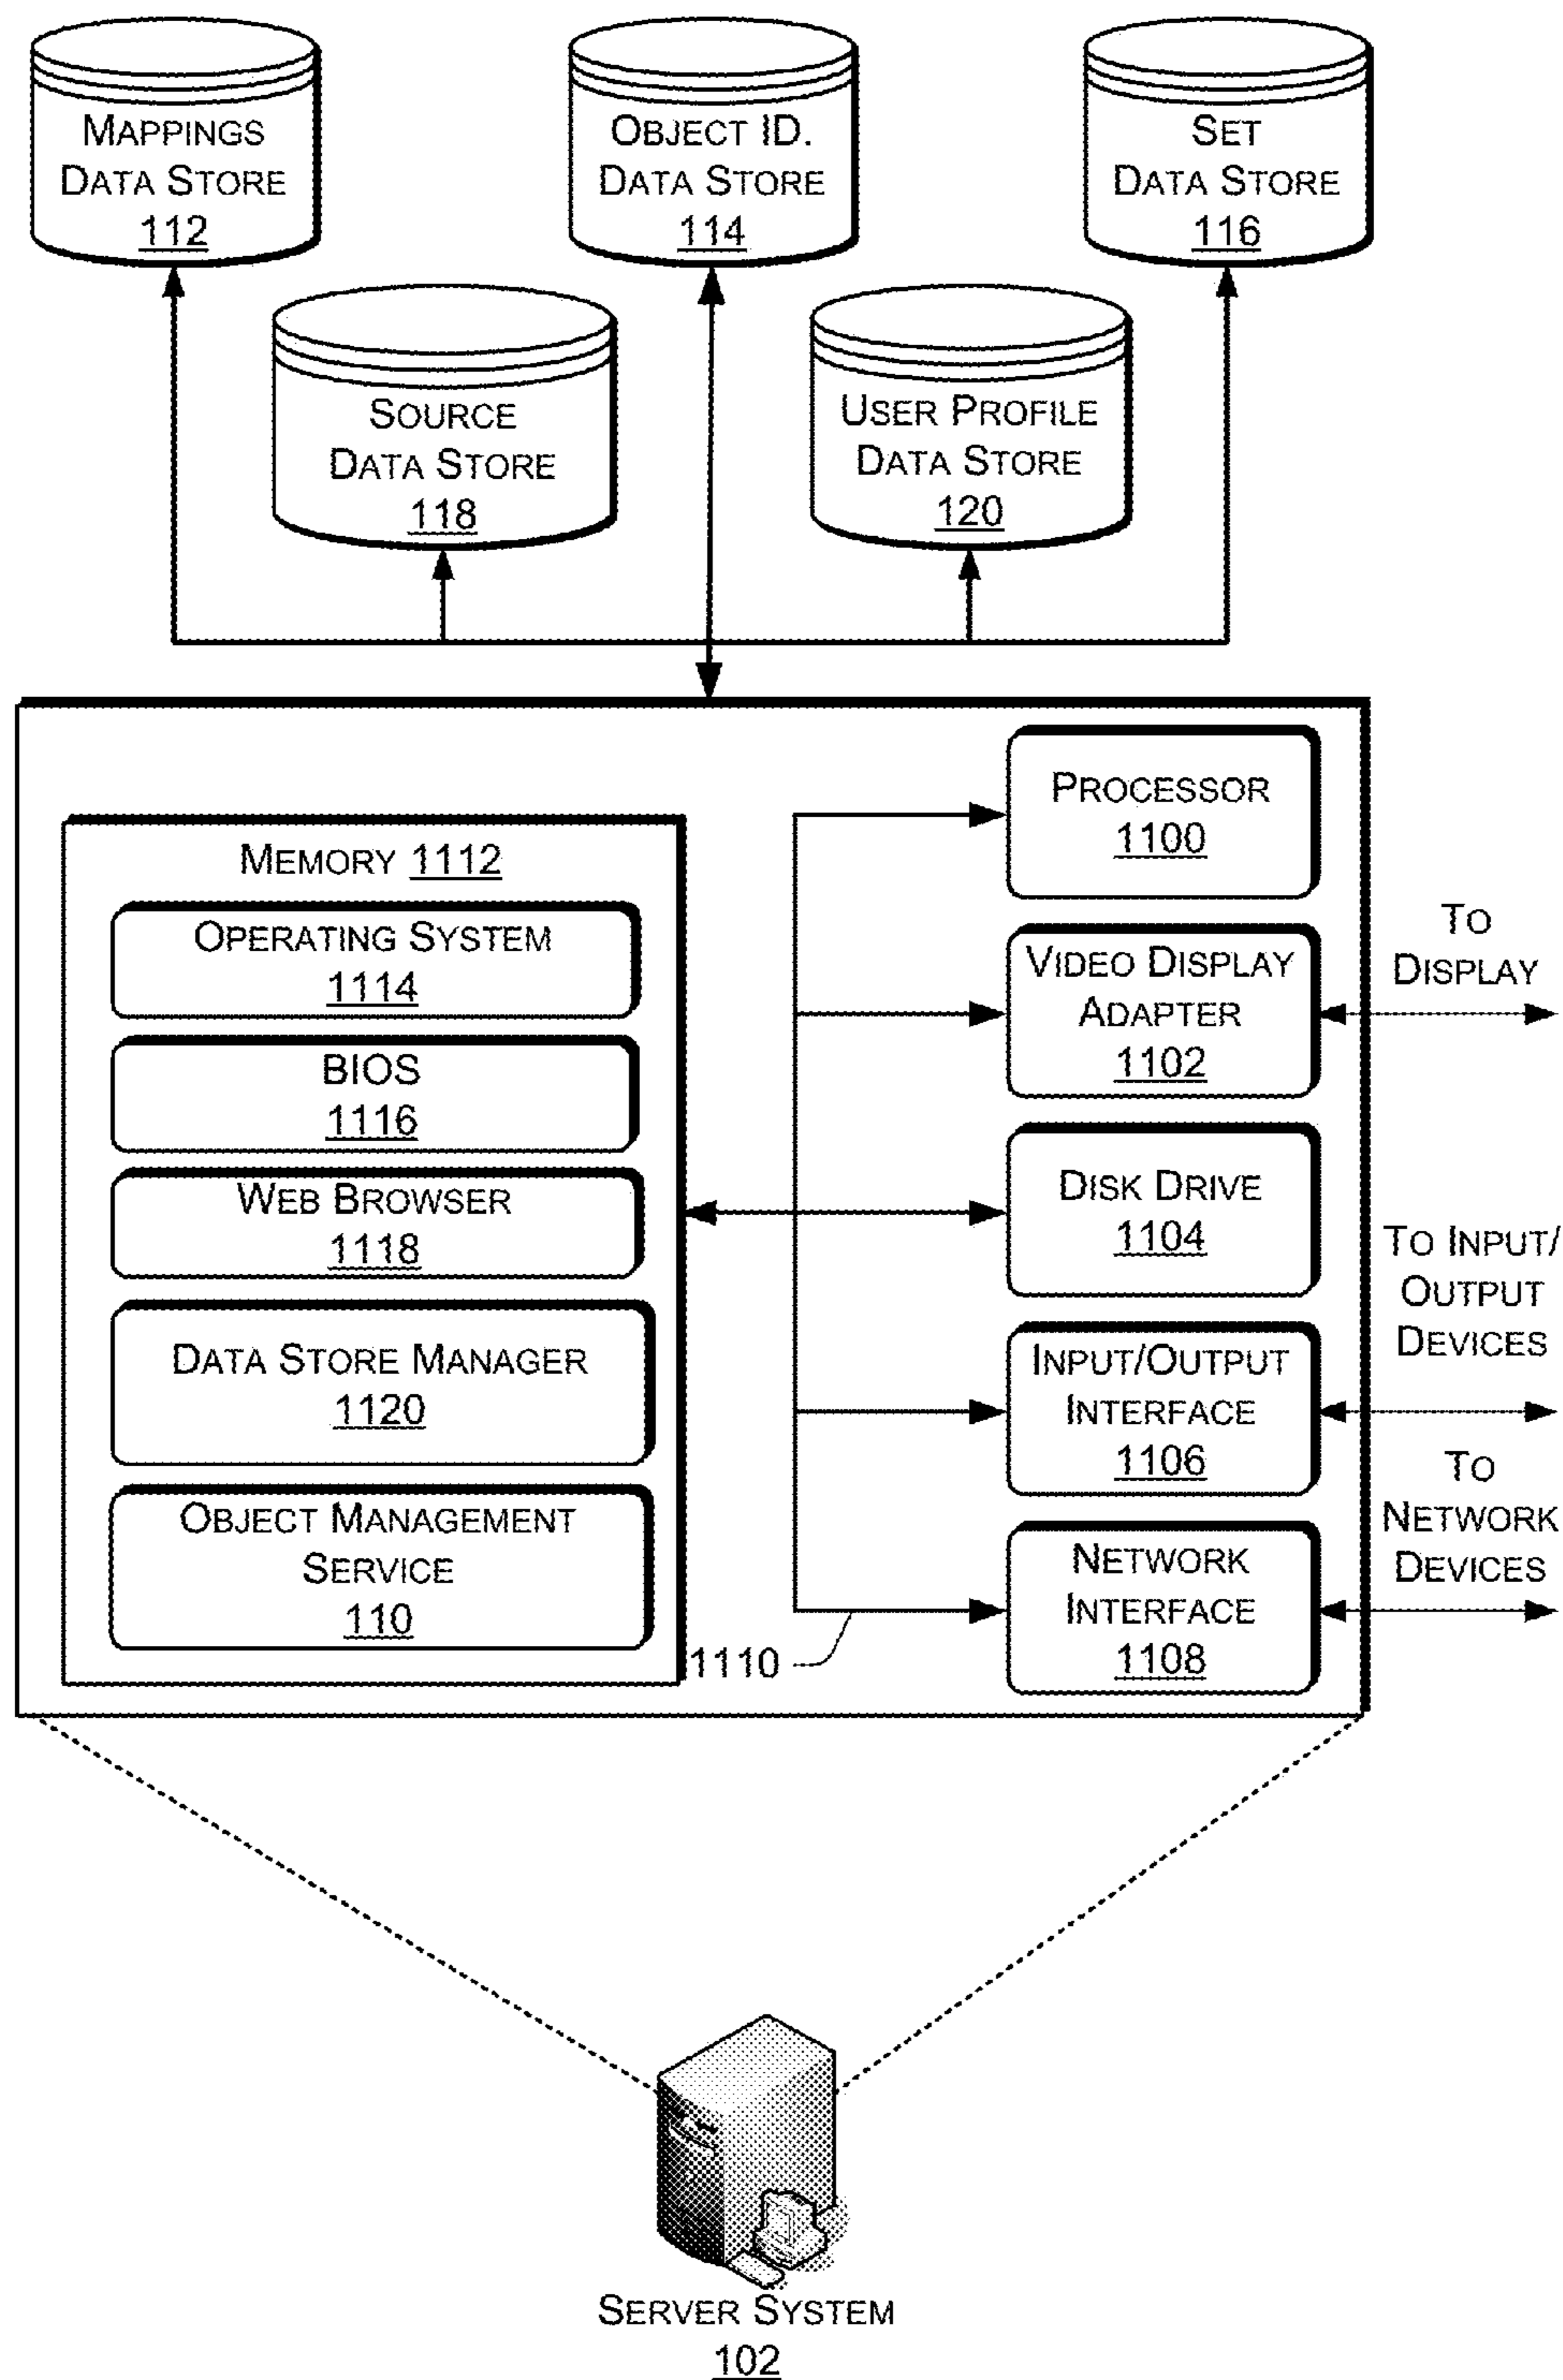 MAPPINGS
DATA STORE
112
OBJECT ID.
DATA STORE
114
SET
DATA STORE
116
SOURCE
DATA STORE
118
USER PROFILE
DATA STORE
120
MEMORY 1112
OPERATING SYSTEM
1114
BIOS
1116
WEB BROWSER
1118
DATA STORE MANAGER
1120
OBJECT MANAGEMENT
SERVICE
110
PROCESSOR
1100
VIDEO DISPLAY
ADAPTER
1102
DISK DRIVE
1104
INPUT/OUTPUT
INTERFACE
1106
NETWORK
INTERFACE
1108
1110
TO
DISPLAY
TO INPUT/
OUTPUT
DEVICES
TO
NETWORK
DEVICES
SERVER SYSTEM
102